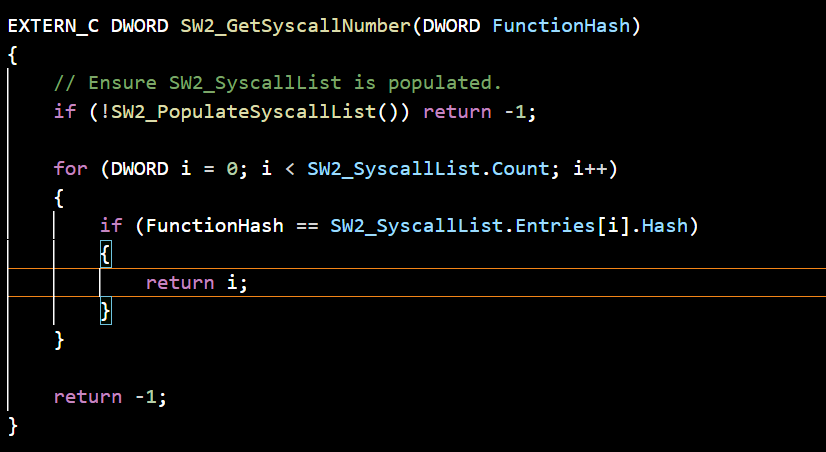 EXTERN_C DWORD SW2_GetSyscallNumber(DWORD FunctionHash)
{
    // Ensure SW2_SyscallList is populated.
    if (!SW2_PopulateSyscallList()) return -1;

    for (DWORD i = 0; i < SW2_SyscallList.Count; i++)
    {
        if (FunctionHash == SW2_SyscallList.Entries[i].Hash)
        {
            return i;
        }
    }

    return -1;
}